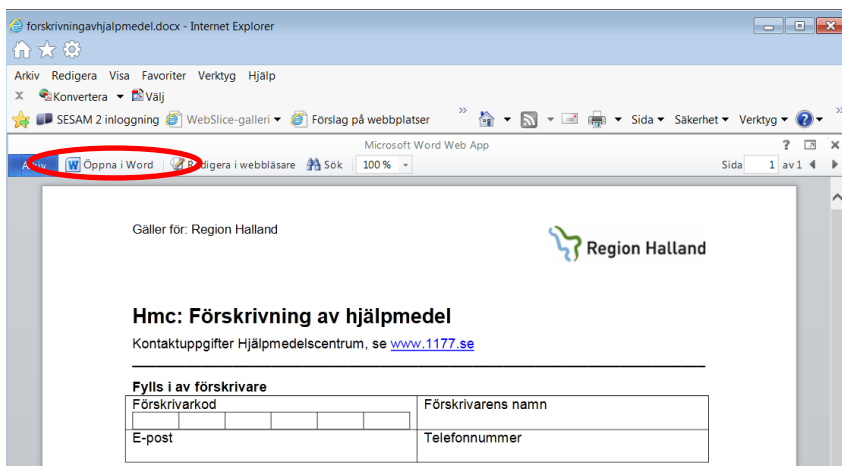 forskrivningavhjalpmedel.docx - Internet Explorer
Arkiv Redigera Visa Favoriter Verktyg Hjälp
x Konvertera Välj
SESAM 2 inloggning WebSlice-galleri Förslag på webbplatser » Sida Säkerhet Verktyg »
Microsoft Word Web App
Arkiv Öppna i Word Redigera i webbläsare Sök 100 % Sida 1 av 1
Gäller för: Region Halland
Region Halland
Hmc: Förskrivning av hjälpmedel
Kontaktuppgifter Hjälpmedelscentrum, se www.1177.se
Fylls i av förskrivare
Förskrivarkod Förskrivarens namn
E-post Telefonnummer